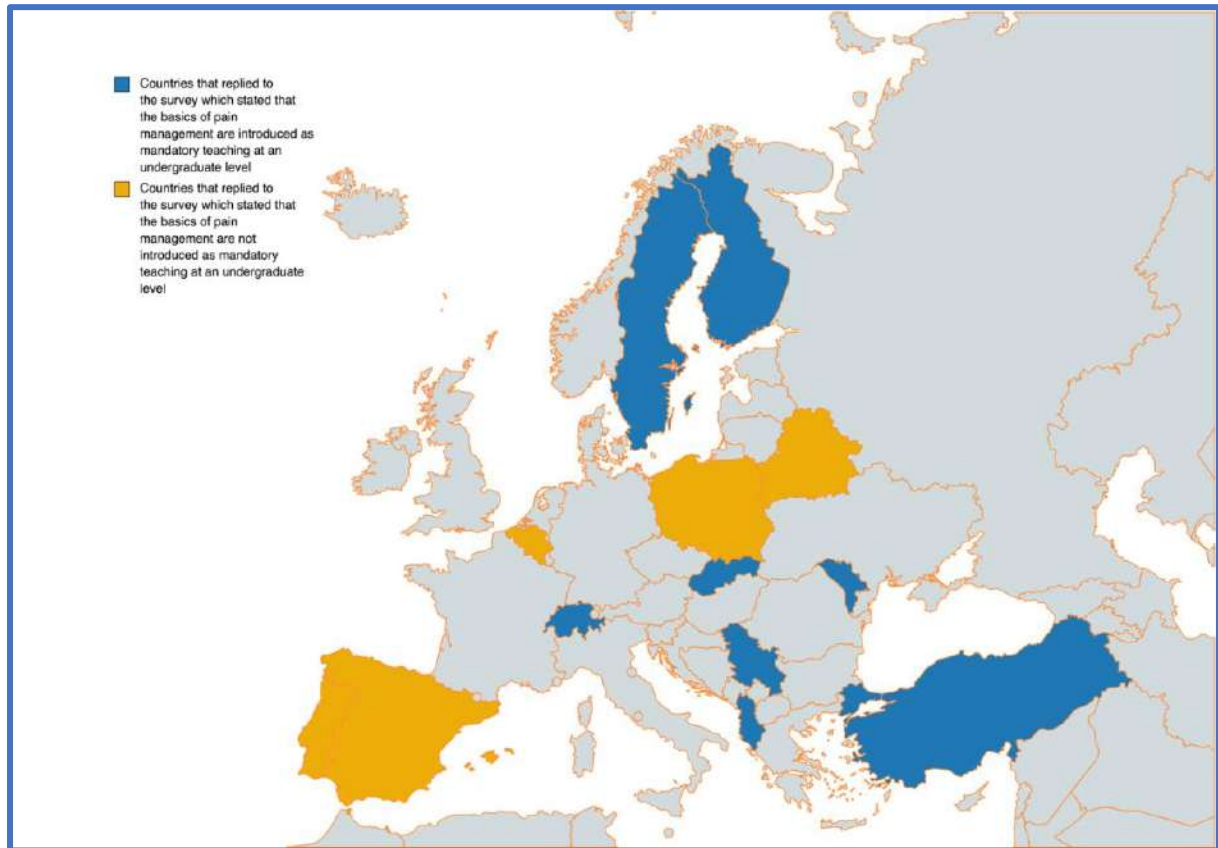 Countries that replied to
the survey which stated that
the basics of pain
management are introduced as
mandatory teaching at an
undergraduate level
Countries that replied to
the survey which stated that
the basics of pain
management are not
introduced as mandatory
teaching at an undergraduate
level